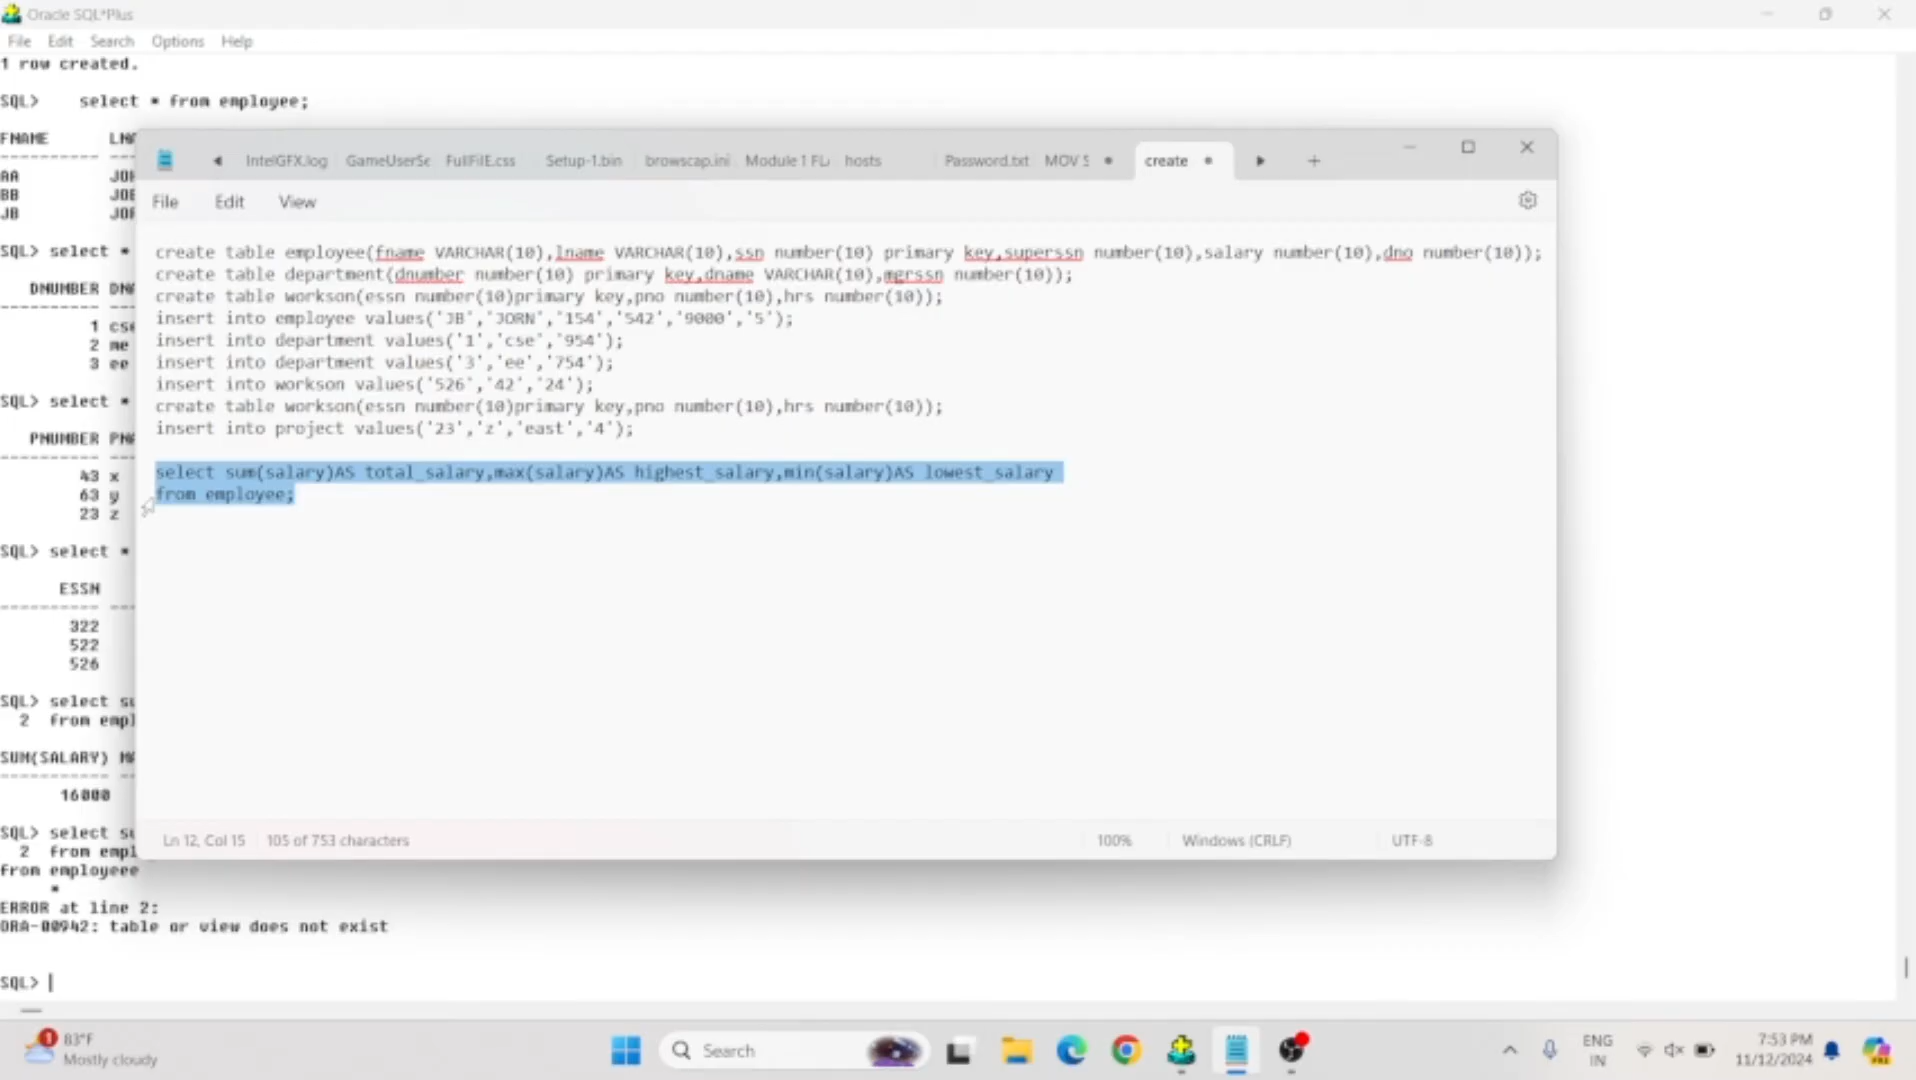 Oracle SQL*Plus
File Edit Search Options Help
1 row created.
SQL> select * from employee;
FNAME
AA
BB
JB
SQL> select *
DNUMBER
1 cse
2 me
3 ee
SQL> select *
PNUMBER
43 x
63 y
23 z
SQL> select *
ESSN
322
522
526
SQL> select
2 from empl
SUM(SALARY)
16000
SQL> select
2 from empl
from employeee
*
ERROR at line 2:
ORA-00942: table or view does not exist
SQL>
IntelGFX.log GameUserSe FullFilE.css Setup-1.bin browscap.ini Module 1 FL hosts Password.txt MOV S create
File Edit View
create table employee(fname VARCHAR(10),lname VARCHAR(10),ssn number(10) primary key,superssn number(10),salary number(10),dno number(10));
create table department(dnumber number(10) primary key,dname VARCHAR(10),mgrssn number(10));
create table workson(essn number(10)primary key,pno number(10),hrs number(10));
insert into employee values('JB','JORN','154','542','9000','5');
insert into department values('1','cse','954');
insert into department values('3','ee','754');
insert into workson values('526','42','24');
create table workson(essn number(10)primary key,pno number(10),hrs number(10));
insert into project values('23','z','east','4');
select sum(salary)AS total_salary,max(salary)AS highest_salary,min(salary)AS lowest_salary
from employee;
Ln 12, Col 15 105 of 753 characters 100% Windows (CRLF) UTF-8
1
83°F
Mostly cloudy
Search
ENG
IN
7:53 PM
11/12/2024